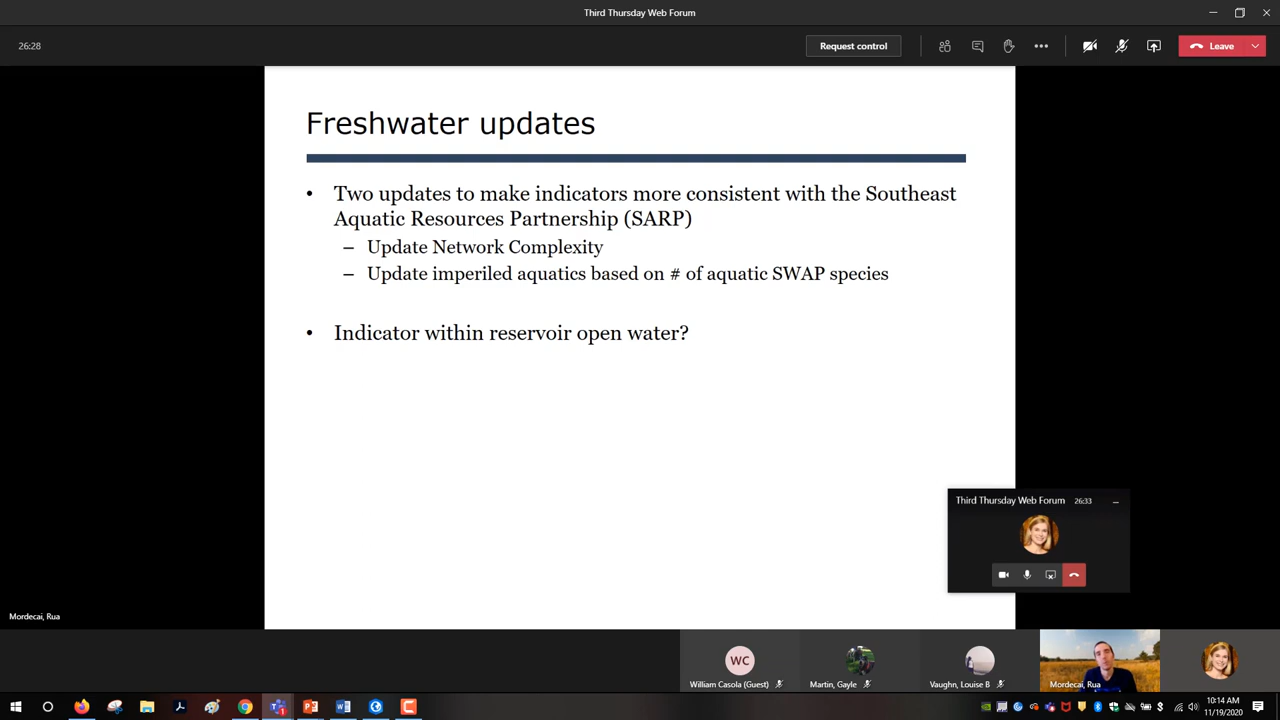 Third Thursday Web Forum
26:28
Request control
Leave
Freshwater updates
• Two updates to make indicators more consistent with the Southeast
Aquatic Resources Partnership (SARP)
– Update Network Complexity
– Update imperiled aquatics based on # of aquatic SWAP species
• Indicator within reservoir open water?
Third Thursday Web Forum 26:33
Mordecai, Rua
WC
William Casola (Guest)
Martin, Gayle
Vaughn, Louise B
Mordecai, Rua
10:14 AM
11/19/2020